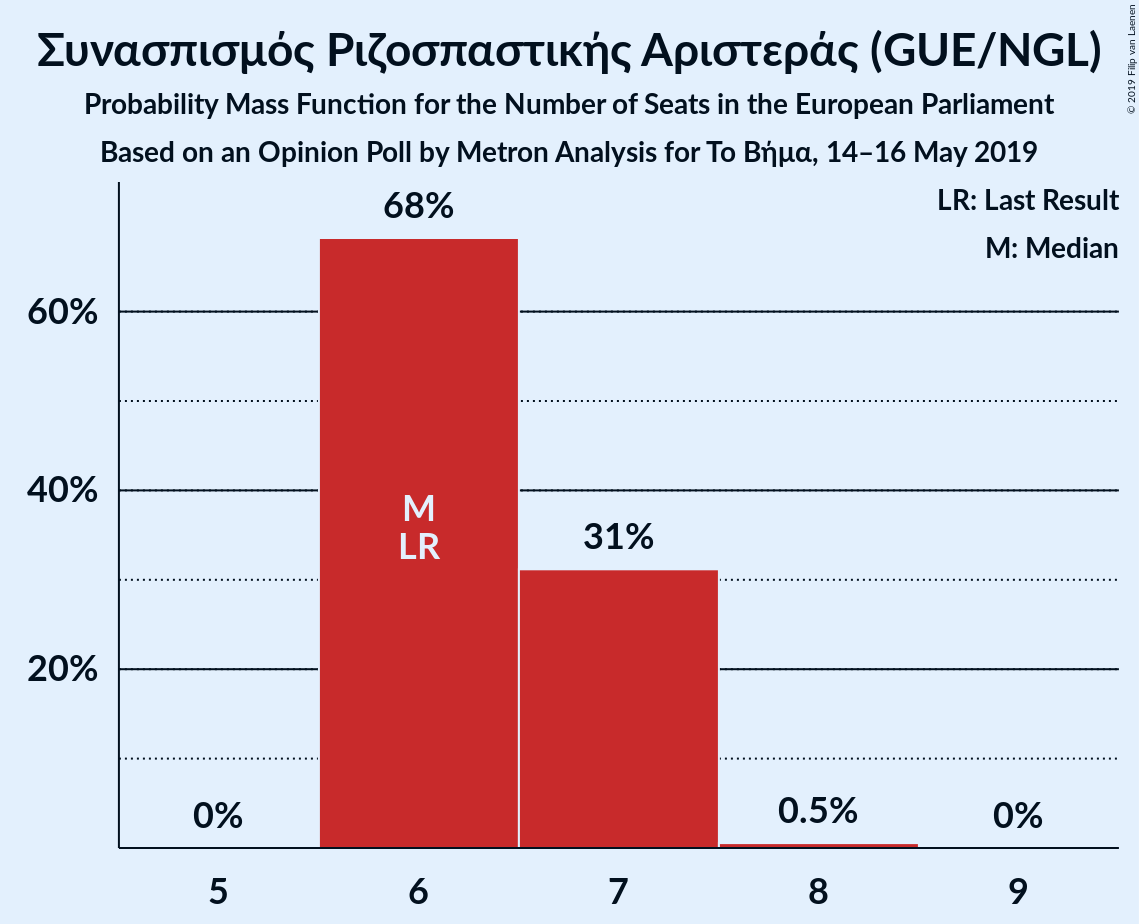 Συνασπισμός Ριζοσπαστικής Αριστεράς (GUE/NGL)
Probability Mass Function for the Number of Seats in the European Parliament
Based on an Opinion Poll by Metron Analysis for Το Βήμα, 14–16 May 2019
© 2019 Filip van Laenen
LR: Last Result
M: Median
68%
60%
M
LR
40%
31%
20%
0%
0.5%
0%
5
6
7
8
9